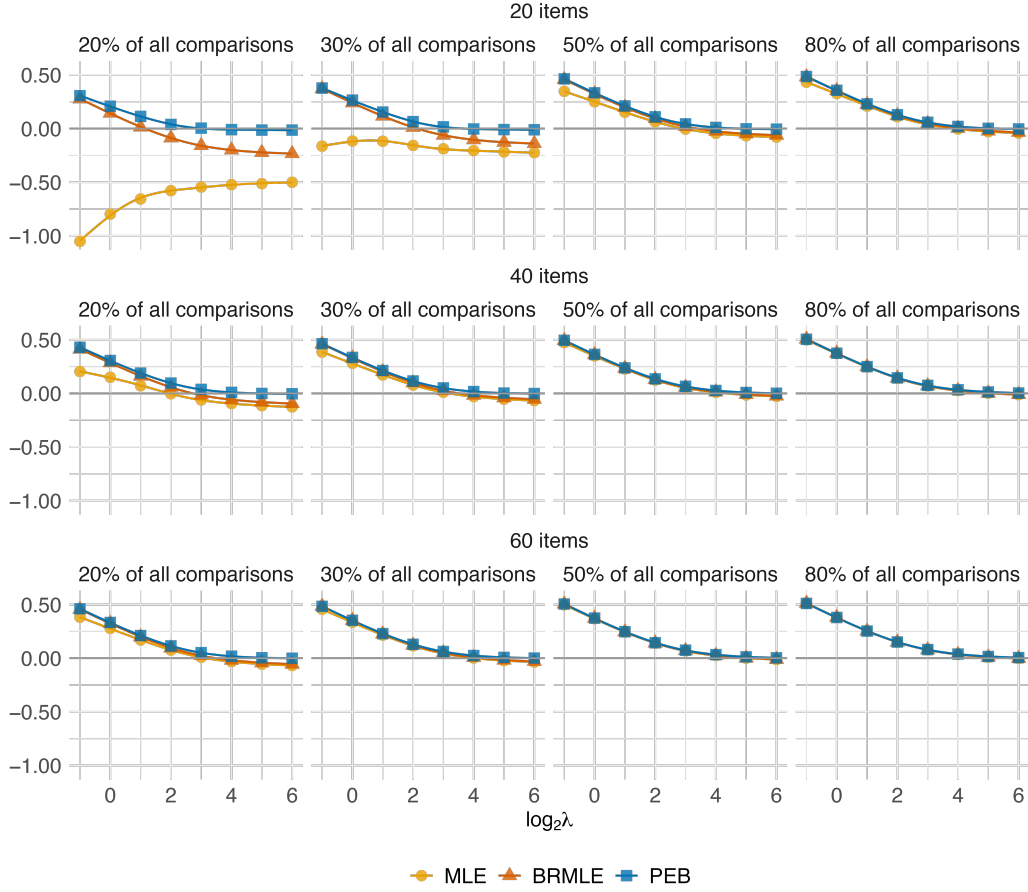 20 items
20% of all comparisons 30% of all comparisons 50% of all comparisons 80% of all comparisons
0.50
0.00
−0.50
−1.00
40 items
20% of all comparisons 30% of all comparisons 50% of all comparisons 80% of all comparisons
0.50
0.00
−0.50
−1.00
60 items
20% of all comparisons 30% of all comparisons 50% of all comparisons 80% of all comparisons
0.50
0.00
−0.50
−1.00
0 2 4 6 0 2 4 6 0 2 4 6 0 2 4 6
log₂λ
MLE BRMLE PEB